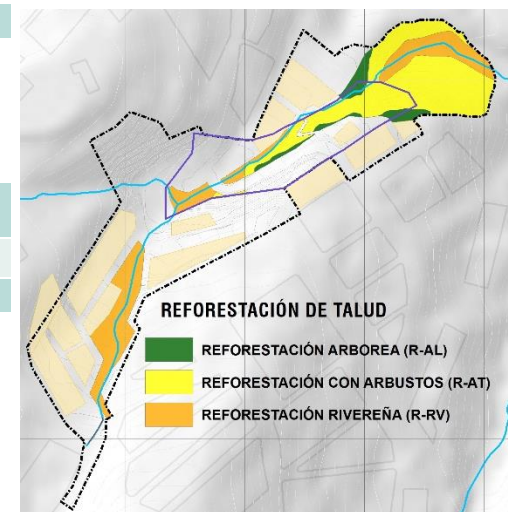 REFORESTACIÓN DE TALUD
REFORESTACIÓN ARBOREA (R-AL)
REFORESTACIÓN CON ARBUSTOS (R-AT)
REFORESTACIÓN RIVEREÑA (R-RV)